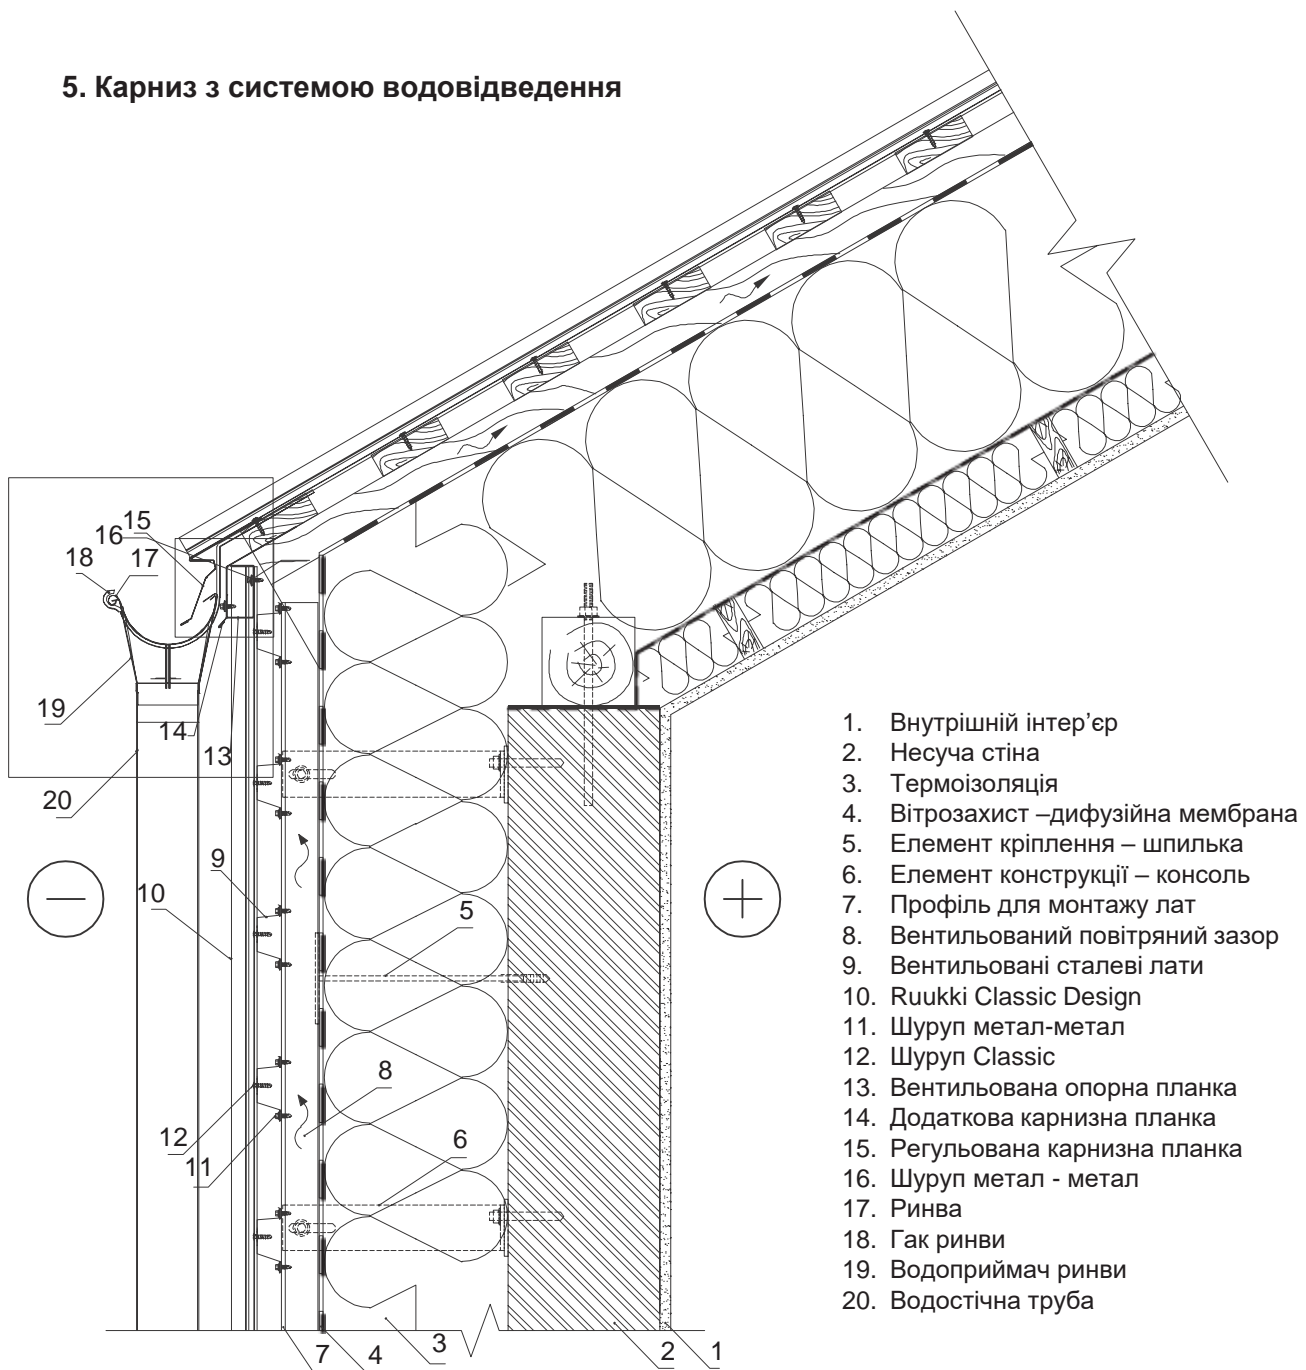 5. Карниз з системою водовідведення
15
16
18 17
19
14
13
20
9
10
5
8
12
11
6
7 4 3 2 1
1 Внутрішній інтер’єр
2. Несуча стіна
3. Термоізоляція
4. Вітрозахист –дифузійна мембрана
5. Елемент кріплення – шпилька
6. Елемент конструкції – консоль
7. Профіль для монтажу лат
8. Вентильований повітряний зазор
9. Вентильовані сталеві лати
10. Ruukki Classic Design
11. Шуруп метал-метал
12. Шуруп Classic
13. Вентильована опорна планка
14. Додаткова карнизна планка
15. Регульована карнизна планка
16. Шуруп метал - метал
17. Ринва
18. Гак ринви
19. Водоприймач ринви
20. Водостічна труба